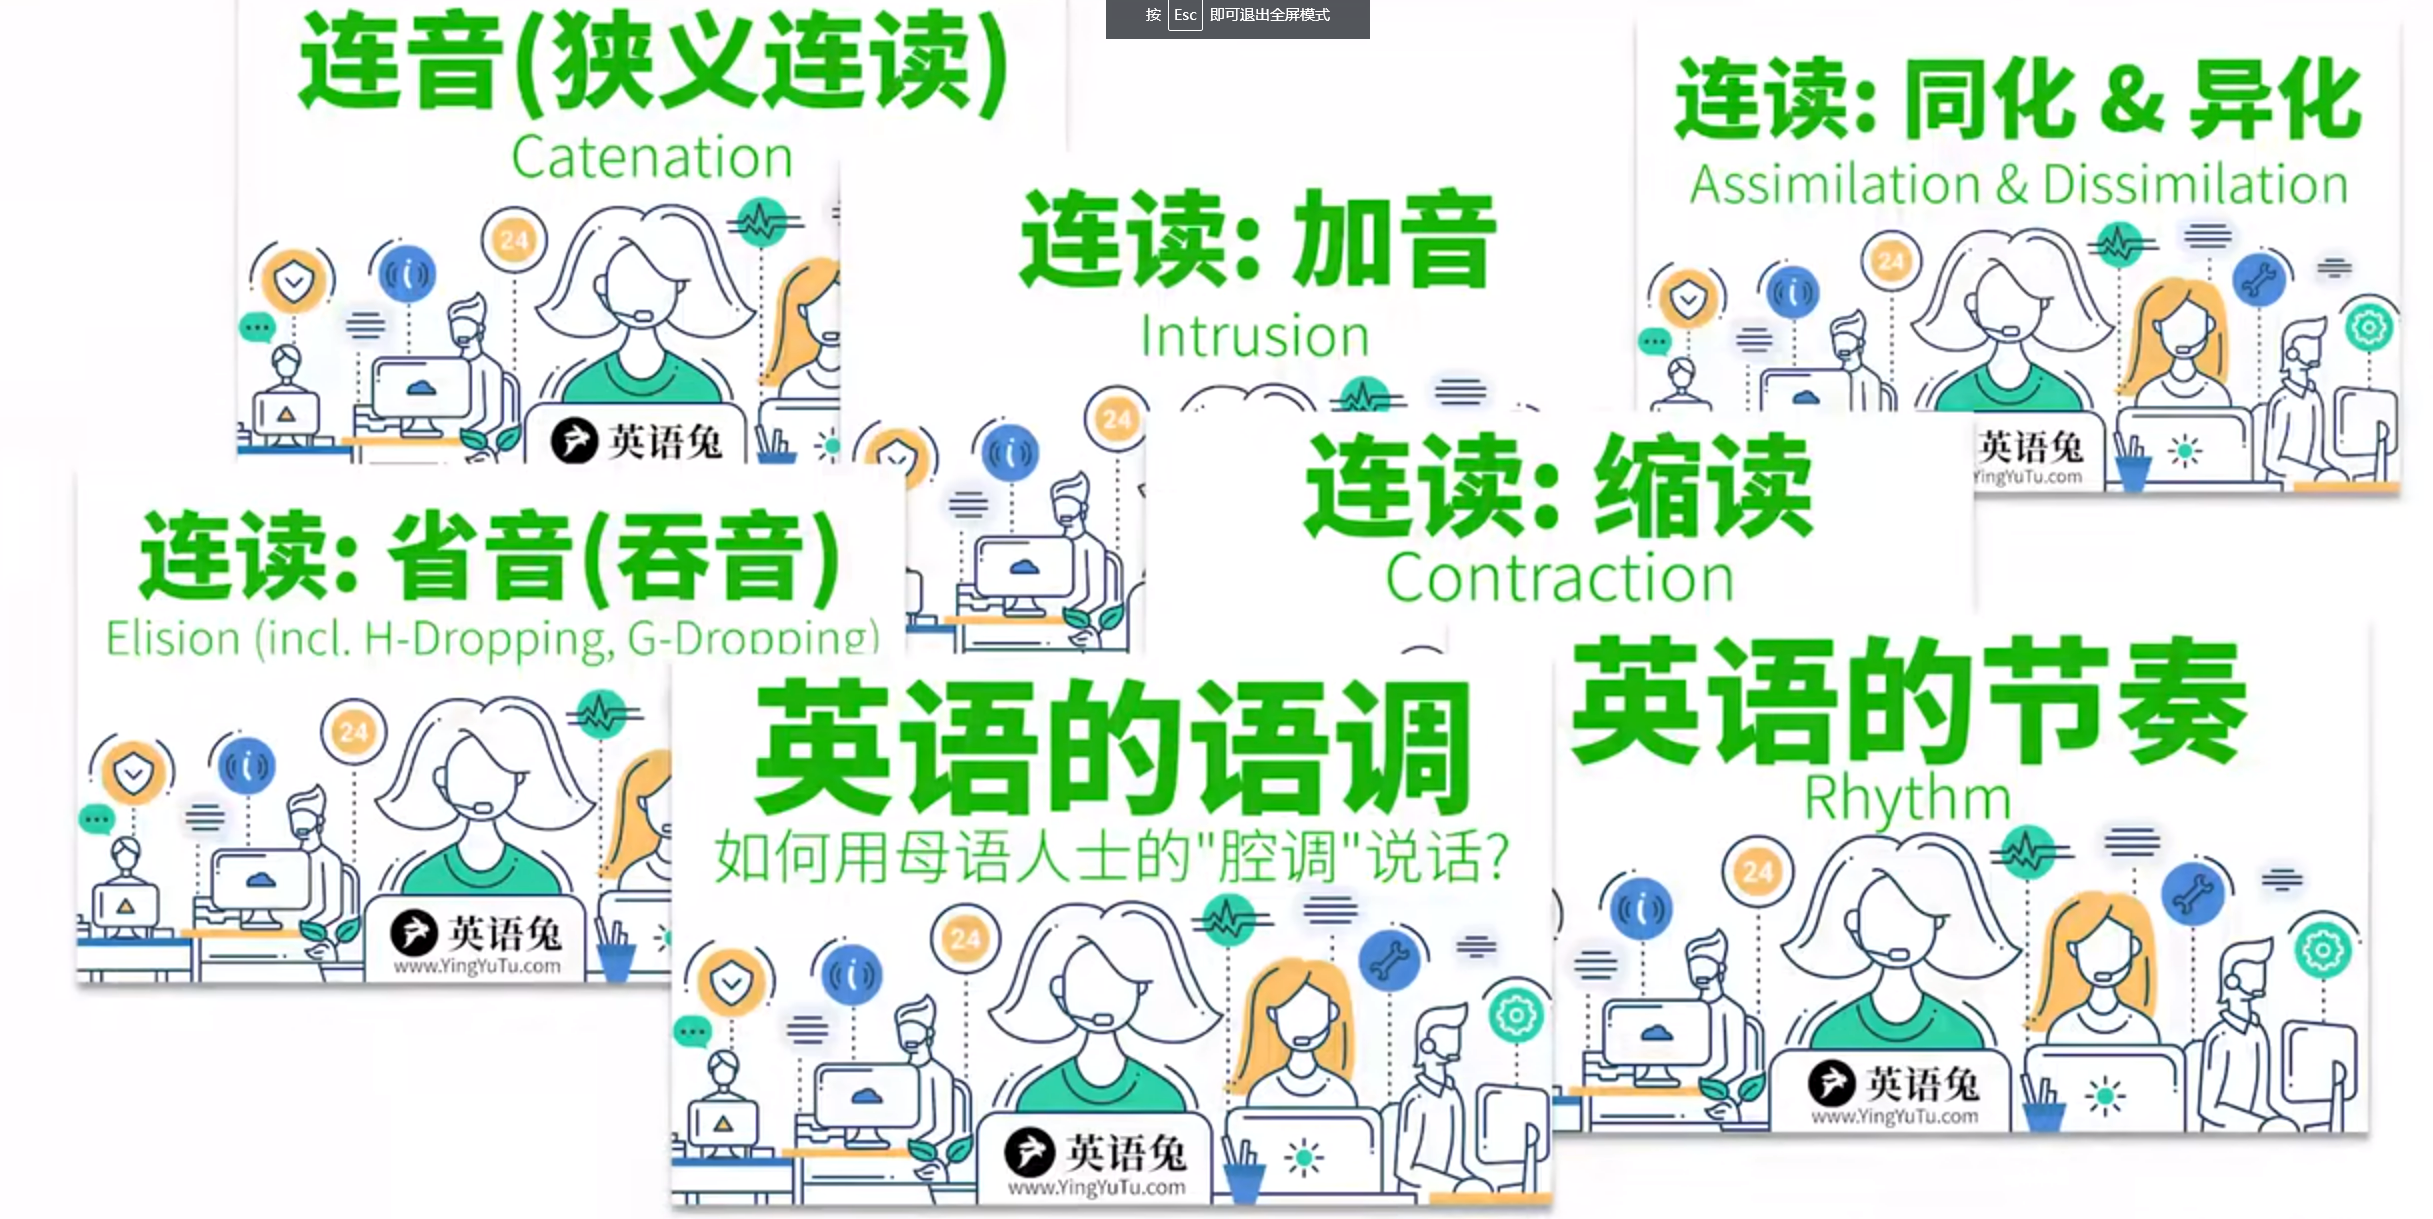 按 Esc 即可退出全屏模式
连音(狭义连读)
Catenation
24
英语兔
连读: 同化 & 异化
Assimilation & Dissimilation
24
英语兔
YingYuTu.com
连读: 加音
Intrusion
24
连读: 缩读
Contraction
连读: 省音(吞音)
Elision (incl. H-Dropping, G-Dropping)
24
英语兔
www.YingYuTu.com
英语的语调
如何用母语人士的"腔调"说话?
24
英语兔
www.YingYuTu.com
英语的节奏
Rhythm
24
英语兔
www.YingYuTu.com